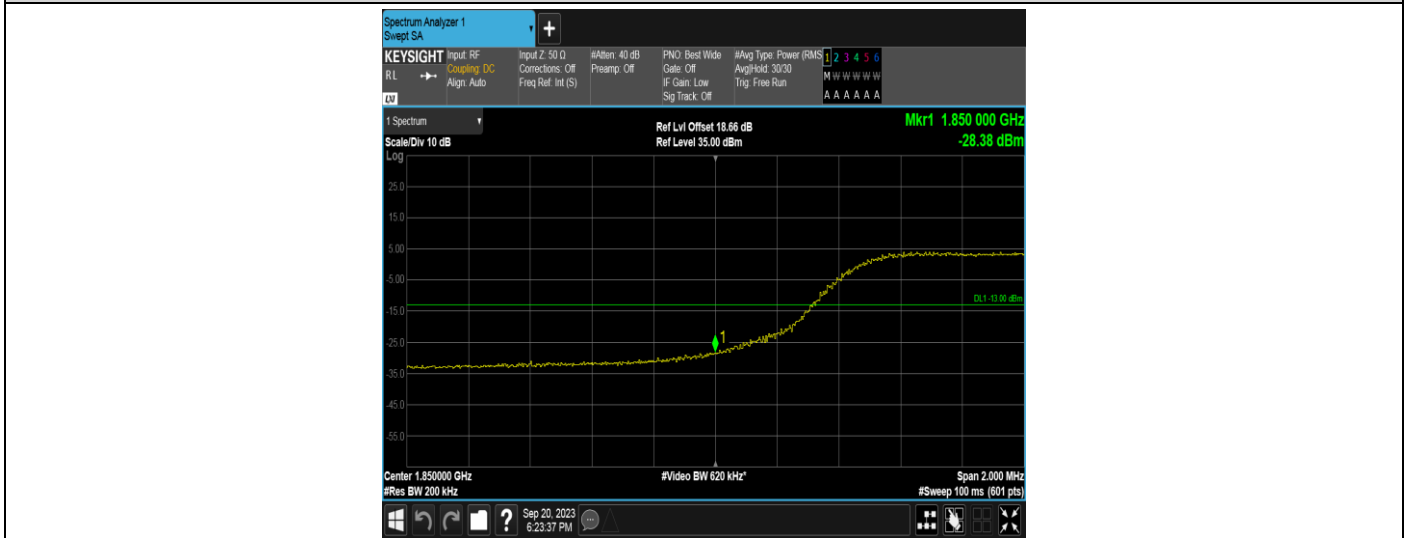 Spectrum Analyzer 1
Swept SA
+
KEYSIGHT
RL
LXI
Input: RF
Coupling: DC
Align: Auto
Input Z: 50 Ω
Corrections: Off
Freq Ref: Int (S)
#Atten: 40 dB
Preamp: Off
PNO: Best Wide
Gate: Off
IF Gain: Low
Sig Track: Off
#Avg Type: Power (RMS
Avg|Hold: 30/30
Trig: Free Run
1 2 3 4 5 6
M W W W W W
A A A A A A
1 Spectrum
Scale/Div 10 dB
Log
Ref Lvl Offset 18.66 dB
Ref Level 35.00 dBm
Mkr1 1.850 000 GHz
-28.38 dBm
25.0
15.0
5.00
-5.00
DL1 -13.00 dBm
-15.0
1
-25.0
-35.0
-45.0
-55.0
Center 1.850000 GHz
#Video BW 620 kHz*
Span 2.000 MHz
#Res BW 200 kHz
#Sweep 100 ms (601 pts)
?
Sep 20, 2023
6:23:37 PM